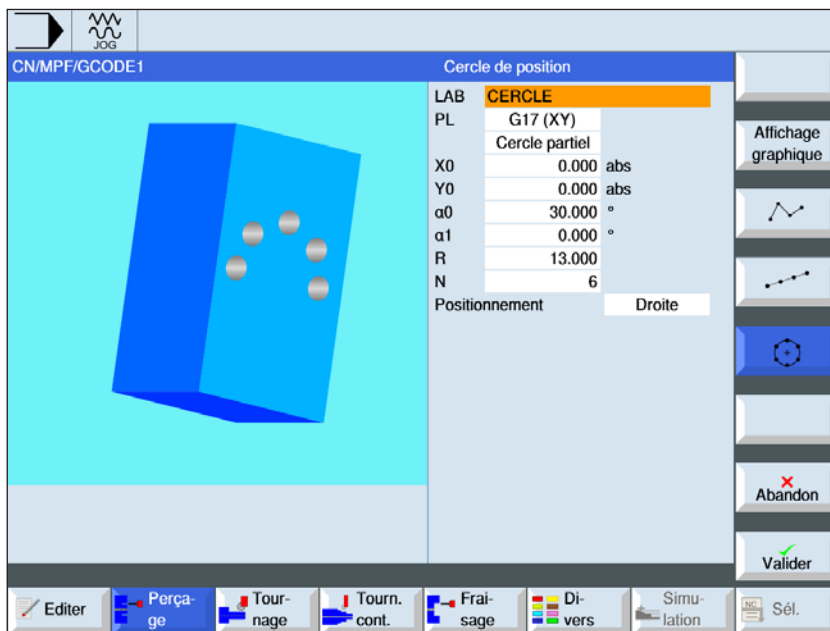 JOG
CN/MPF/GCODE1
Cercle de position
LAB CERCLE
PL G17 (XY)
Cercle partiel
X0 0.000 abs
Y0 0.000 abs
α0 30.000 °
α1 0.000 °
R 13.000
N 6
Positionnement Droite
Affichage
graphique
Abandon
Valider
Editer
Perça-
ge
Tour-
nage
Tourn.
cont.
Frai-
sage
Di-
vers
Simu-
lation
NC
Sél.